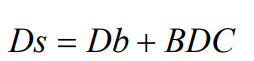 Ds = Db + BDC